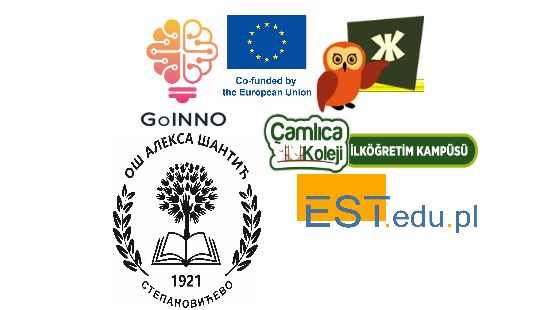 GoINNO
Co-funded by
the European Union
Ж
Çamlıca
Koleji
İLKÖĞRETİM KAMPÜSÜ
ОШ АЛЕКСА ШАНТИЋ
1921
СТЕПАНОВИЋЕВО
EST.edu.pl